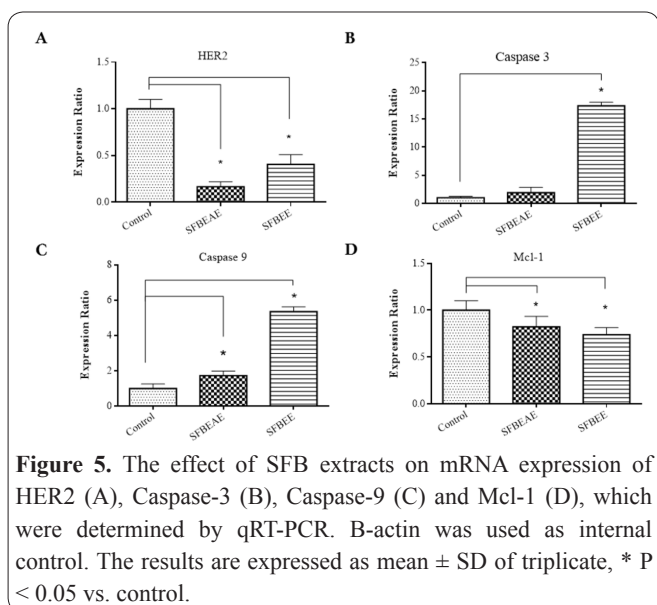 A
HER2
Expression Ratio
1.5
1.0
0.5
0.0
*
*
Control
SFBEAE
SFBEE
B
Caspase 3
Expression Ratio
25
20
15
10
5
0
*
Control
SFBEAE
SFBEE
C
Caspase 9
Expression Ratio
8
6
4
2
0
*
*
Control
SFBEAE
SFBEE
D
Mcl-1
Expression Ratio
1.5
1.0
0.5
0.0
*
*
Control
SFBEAE
SFBEE
Figure 5. The effect of SFB extracts on mRNA expression of
HER2 (A), Caspase-3 (B), Caspase-9 (C) and Mcl-1 (D), which
were determined by qRT-PCR. B-actin was used as internal
control. The results are expressed as mean ± SD of triplicate, * P
< 0.05 vs. control.